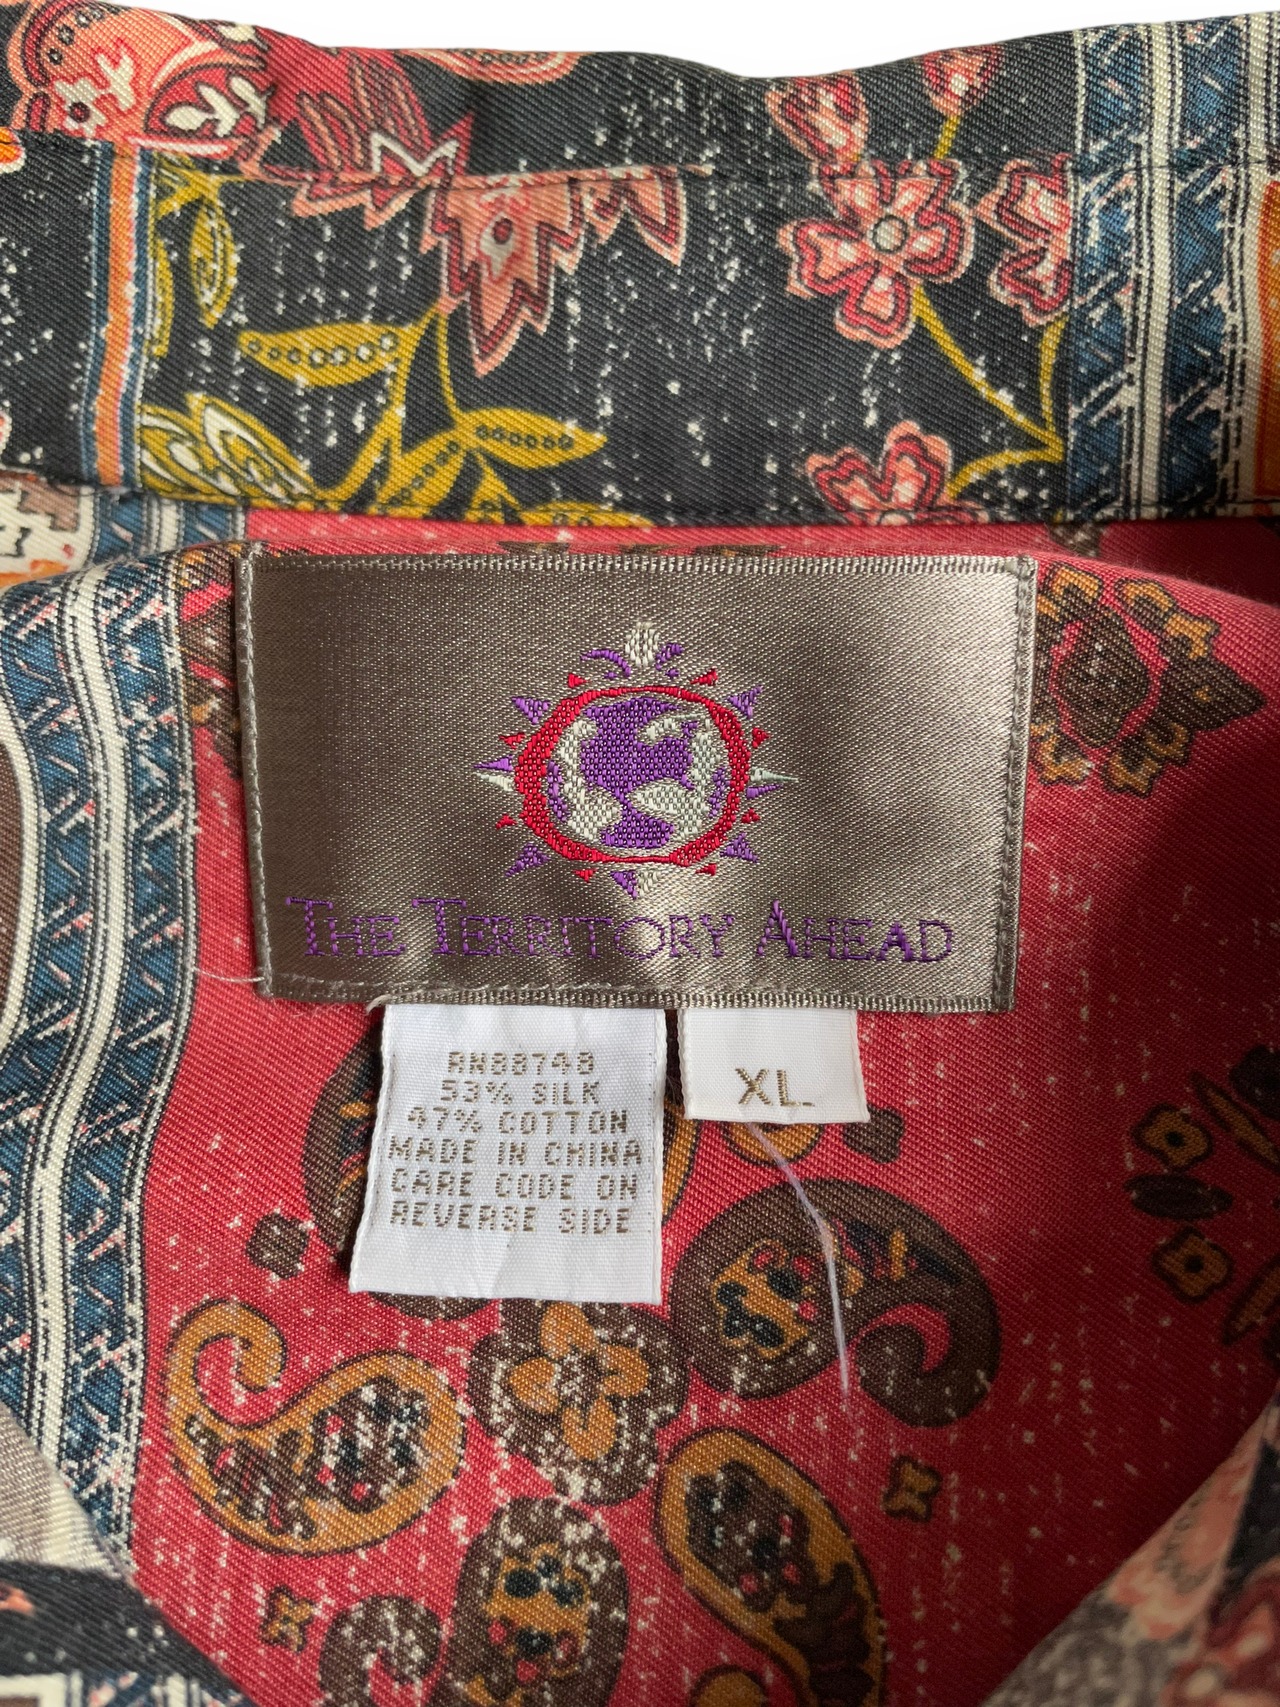 THE TERRITORY AHEAD
RN88748
53% SILK
47% COTTON
MADE IN CHINA
CARE CODE ON
REVERSE SIDE
XL